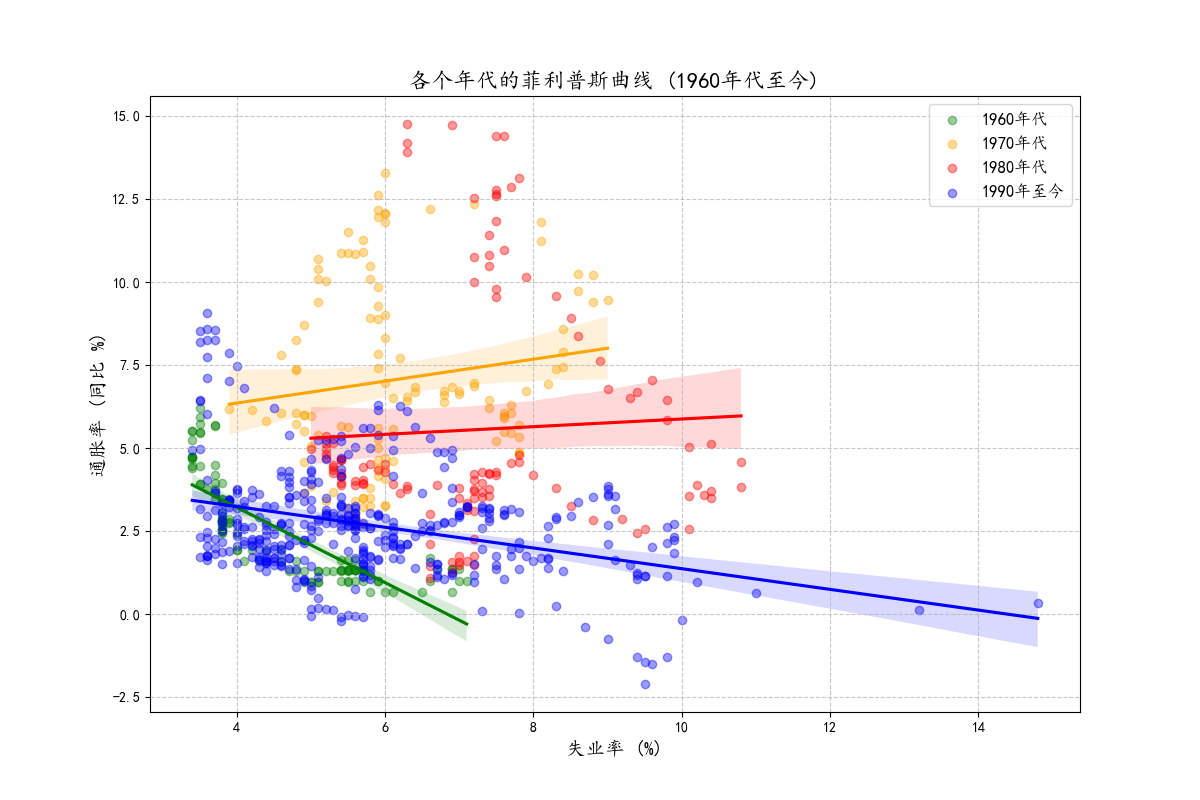 各个年代的菲利普斯曲线 (1960年代至今)
15.0
12.5
10.0
7.5
5.0
2.5
0.0
-2.5
通胀率 (同比 %)
1960年代
1970年代
1980年代
1990年至今
4 6 8 10 12 14
失业率 (%)